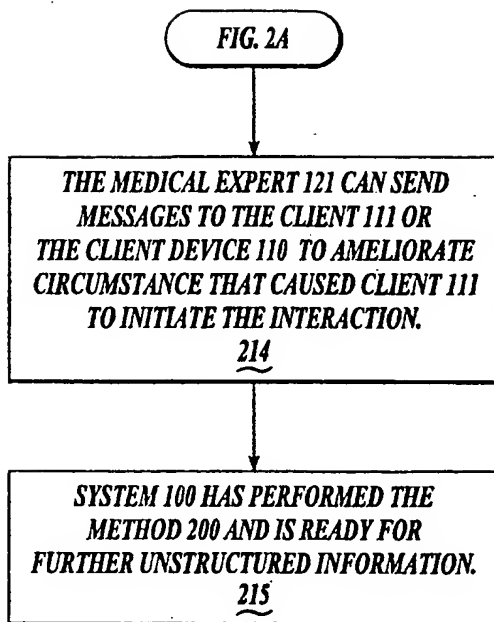 FIG. 2A
THE MEDICAL EXPERT 121 CAN SEND
MESSAGES TO THE CLIENT 111 OR
THE CLIENT DEVICE 110 TO AMELIORATE
CIRCUMSTANCE THAT CAUSED CLIENT 111
TO INITIATE THE INTERACTION.
214
SYSTEM 100 HAS PERFORMED THE
METHOD 200 AND IS READY FOR
FURTHER UNSTRUCTURED INFORMATION.
215